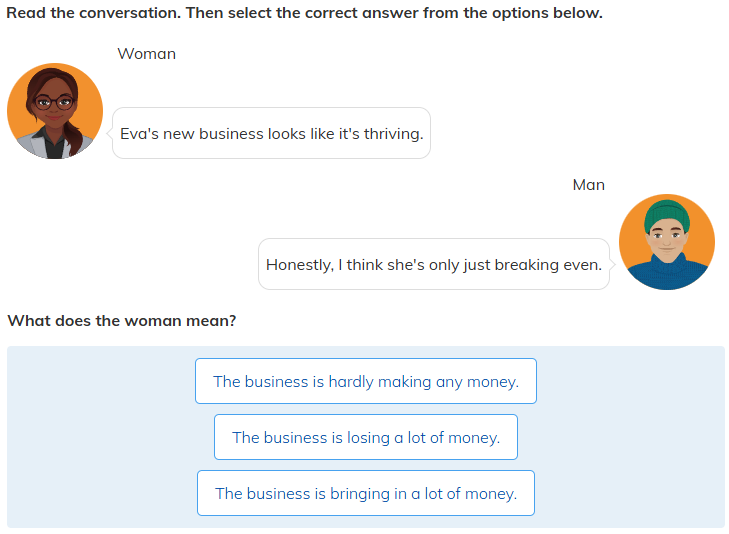 Read the conversation. Then select the correct answer from the options below.
Woman
Eva's new business looks like it's thriving.
Man
Honestly, I think she's only just breaking even.
What does the woman mean?
The business is hardly making any money.
The business is losing a lot of money.
The business is bringing in a lot of money.